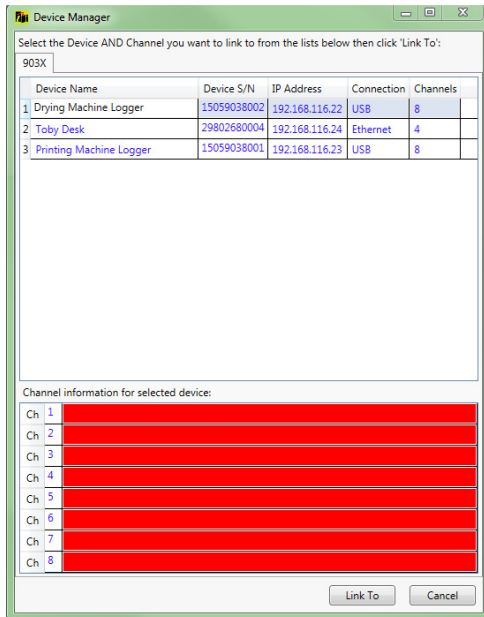 Device Manager
Select the Device AND Channel you want to link to from the lists below then click 'Link To':
903X
Device Name Device S/N IP Address Connection Channels
1 Drying Machine Logger 15059038002 192.168.116.22 USB 8
2 Toby Desk 29802680004 192.168.116.24 Ethernet 4
3 Printing Machine Logger 15059038001 192.168.116.23 USB 8
Channel information for selected device:
Ch 1
Ch 2
Ch 3
Ch 4
Ch 5
Ch 6
Ch 7
Ch 8
Link To Cancel